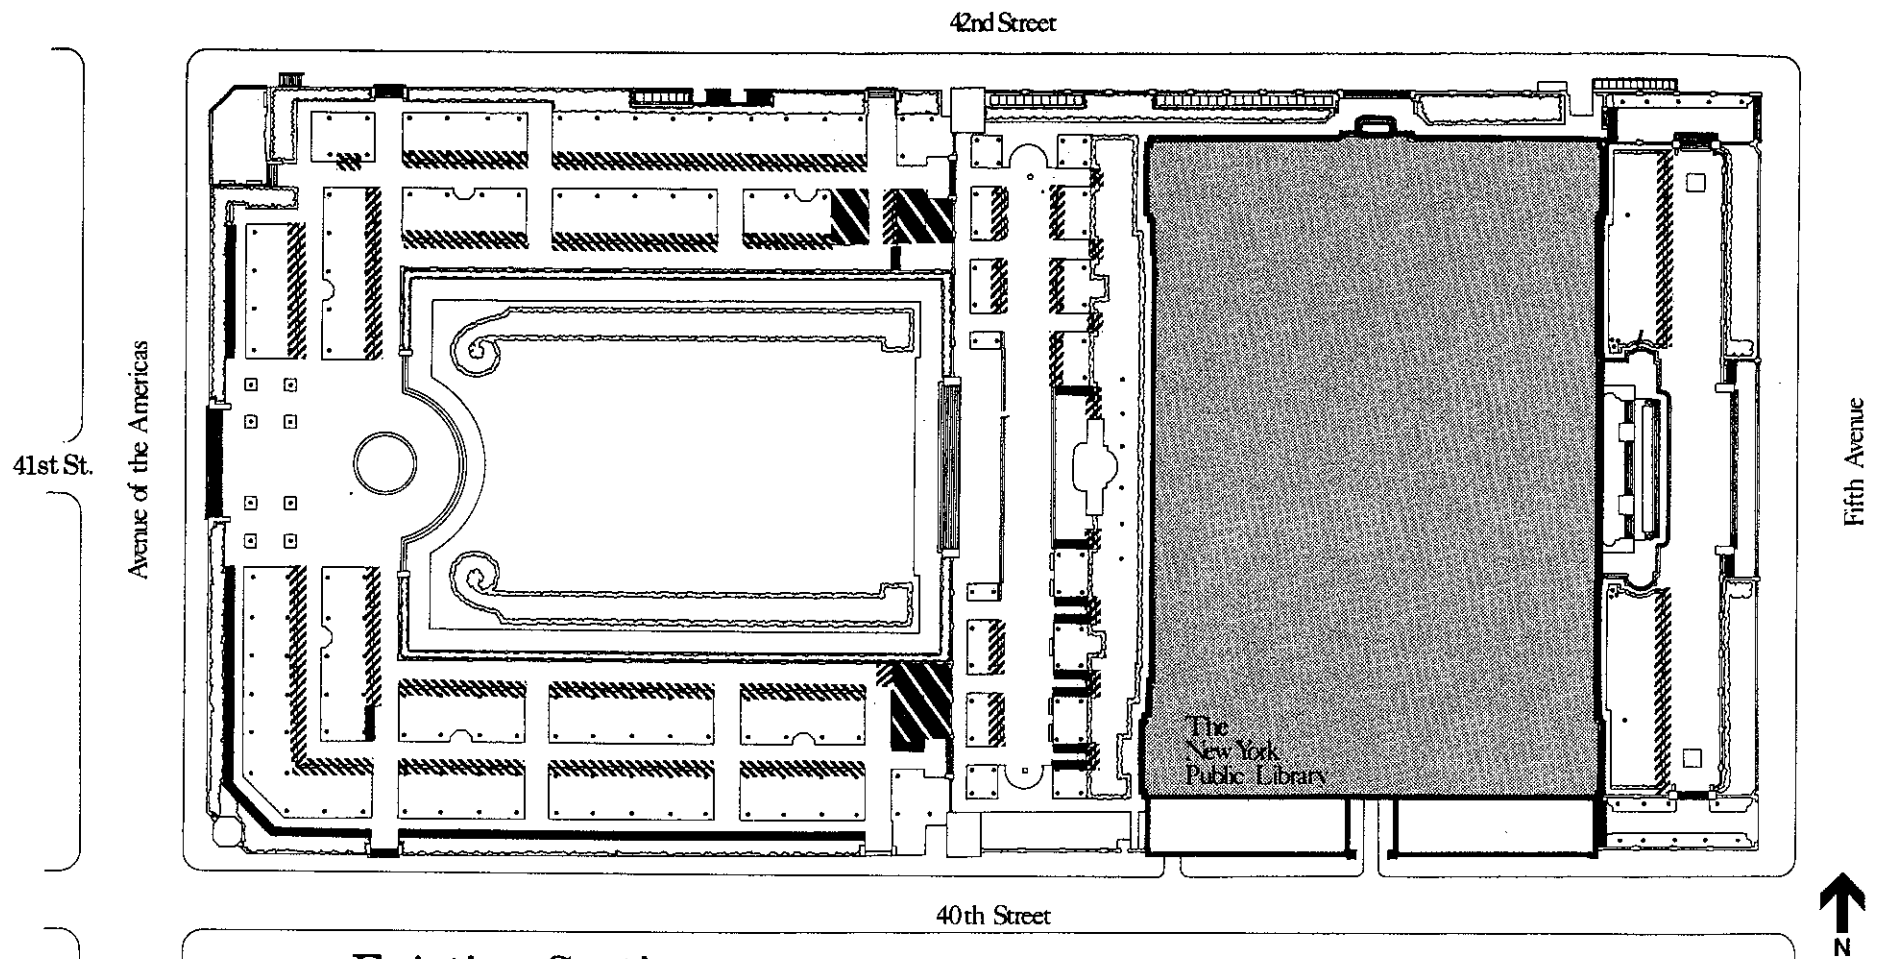 42nd Street
41st St.
Avenue of the Americas
Fifth Avenue
The
New York
Public Library
40th Street
N